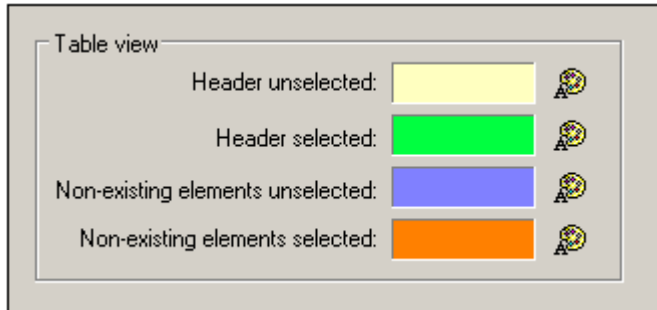 Table view
Header unselected:
Header selected:
Non-existing elements unselected:
Non-existing elements selected: